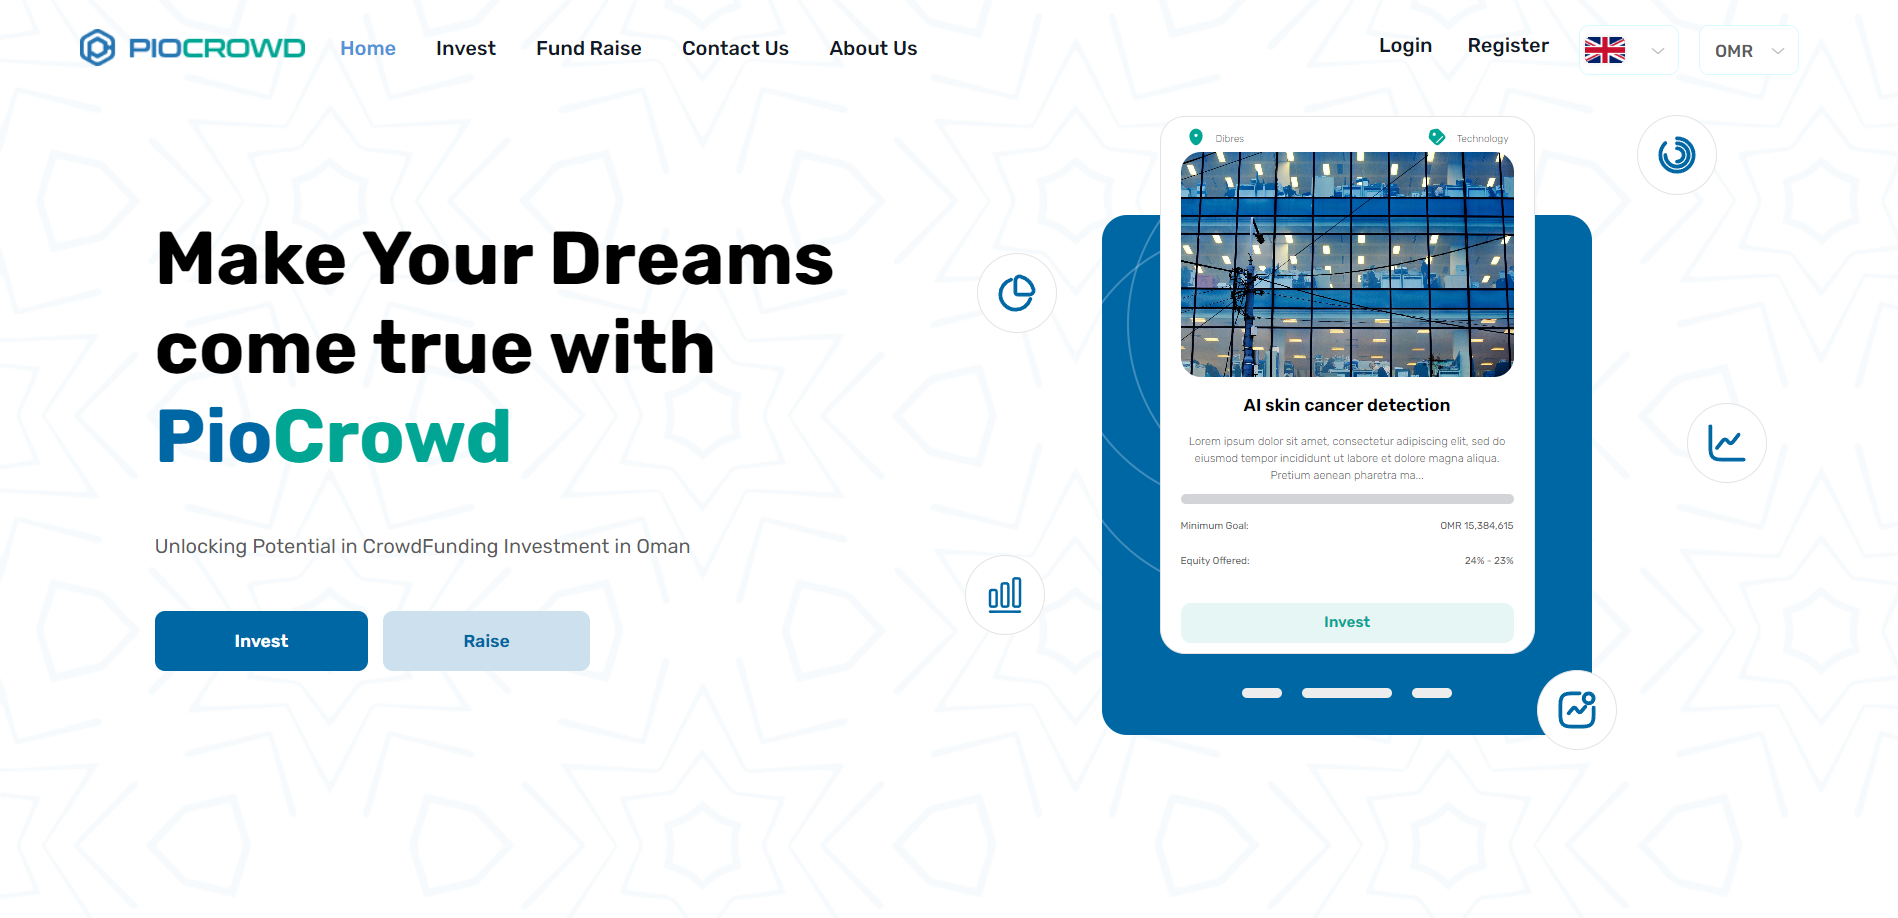 PIOCROWD
Home
Invest
Fund Raise
Contact Us
About Us
Login
Register
OMR
Make Your Dreams
come true with
PioCrowd
Unlocking Potential in CrowdFunding Investment in Oman
Invest
Raise
Dibres
Technology
AI skin cancer detection
Lorem ipsum dolor sit amet, consectetur adipiscing elit, sed do
eiusmod tempor incididunt ut labore et dolore magna aliqua.
Pretium aenean pharetra ma...
Minimum Goal:
OMR 15,384,615
Equity Offered:
24% - 23%
Invest